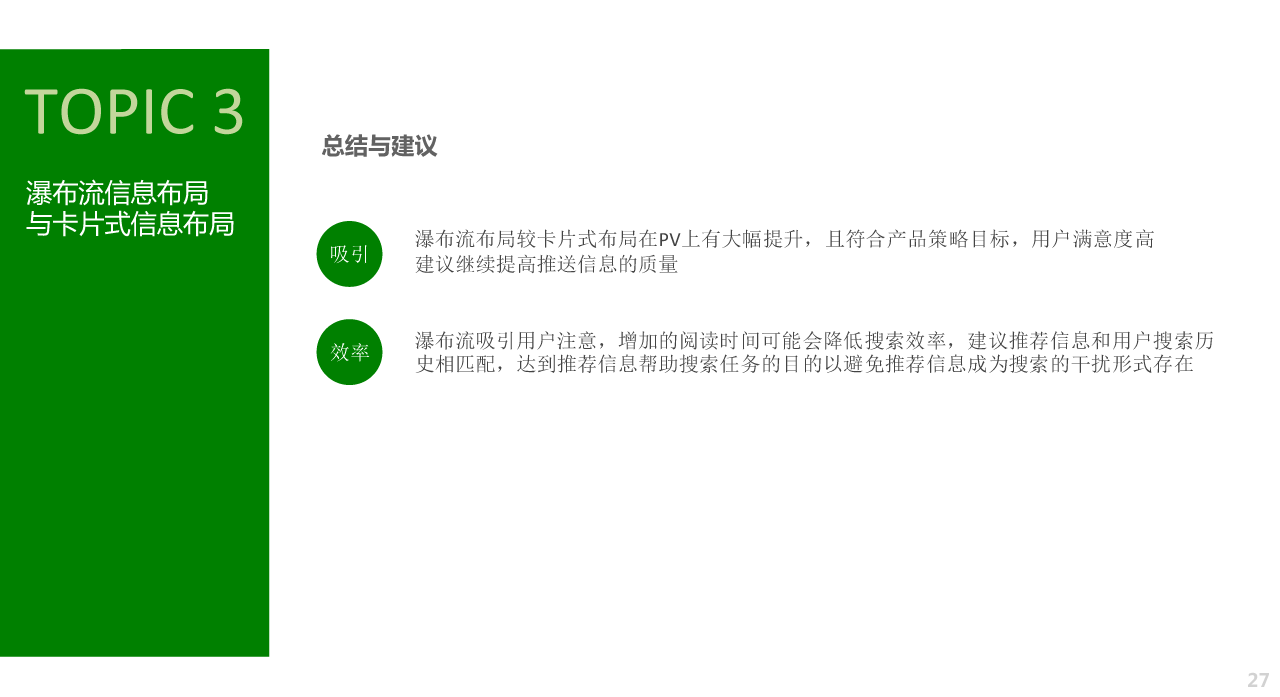 TOPIC 3
瀑布流信息布局
与卡片式信息布局
总结与建议
吸引
瀑布流布局较卡片式布局在PV上有大幅提升，且符合产品策略目标，用户满意度高
建议继续提高推送信息的质量
效率
瀑布流吸引用户注意，增加的阅读时间可能会降低搜索效率，建议推荐信息和用户搜索历
史相匹配，达到推荐信息帮助搜索任务的目的以避免推荐信息成为搜索的干扰形式存在
27